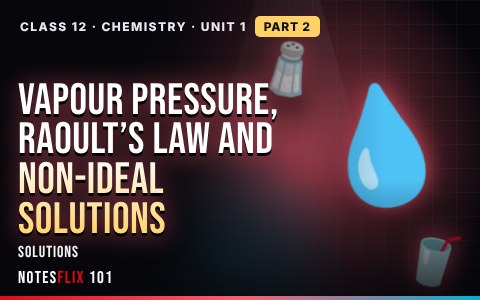 CLASS 12 · CHEMISTRY · UNIT 1 PART 2
VAPOUR PRESSURE,
RAOULT’S LAW AND
NON-IDEAL
SOLUTIONS
SOLUTIONS
NOTESFLIX 101